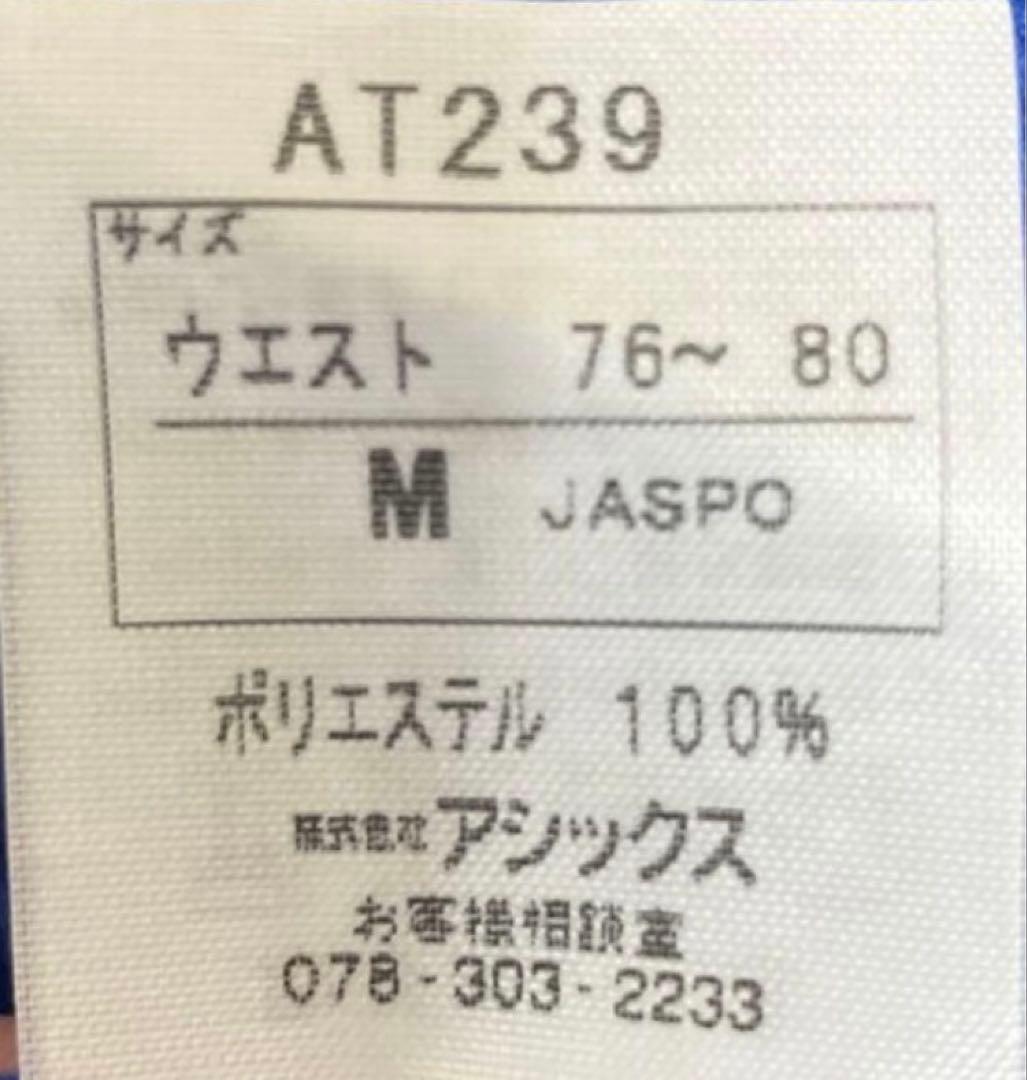 AT239
サイズ
ウエスト 76～ 80
M JASPO
ポリエステル 100%
株式会社アシックス
お客様相談室
078-303-2233